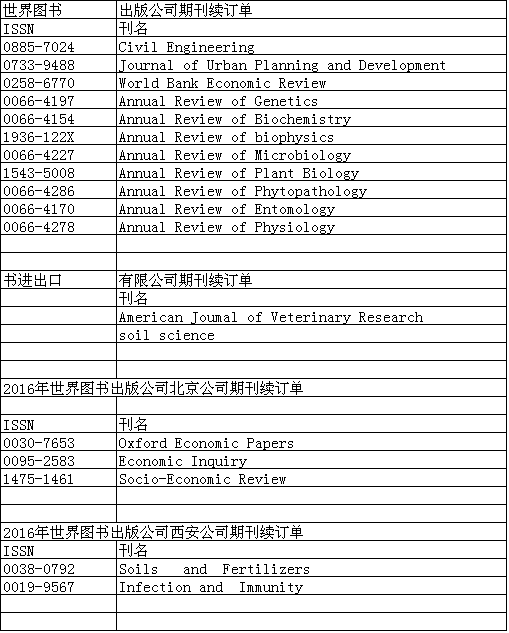 世界图书 出版公司期刊续订单
ISSN 刊名
0885-7024 Civil Engineering
0733-9488 Journal of Urban Planning and Development
0258-6770 World Bank Economic Review
0066-4197 Annual Review of Genetics
0066-4154 Annual Review of Biochemistry
1936-122X Annual Review of biophysics
0066-4227 Annual Review of Microbiology
1543-5008 Annual Review of Plant Biology
0066-4286 Annual Review of Phytopathology
0066-4170 Annual Review of Entomology
0066-4278 Annual Review of Physiology
书进出口 有限公司期刊续订单
刊名
American Joumal of Veterinary Research
soil science
2016年世界图书出版公司北京公司期刊续订单
ISSN 刊名
0030-7653 Oxford Economic Papers
0095-2583 Economic Inquiry
1475-1461 Socio-Economic Review
2016年世界图书出版公司西安公司期刊续订单
ISSN 刊名
0038-0792 Soils and Fertilizers
0019-9567 Infection and Immunity